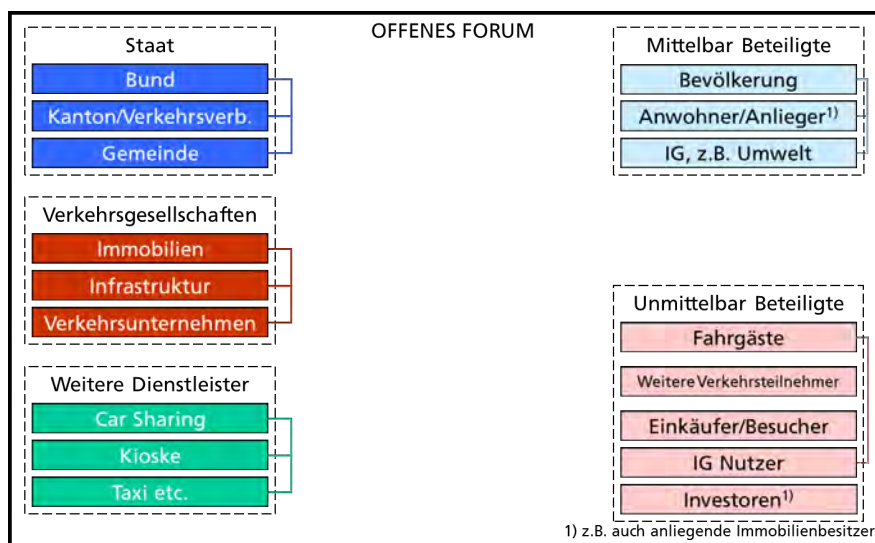 OFFENES FORUM
Staat
Bund
Kanton/Verkehrsverb.
Gemeinde
Verkehrsgesellschaften
Immobilien
Infrastruktur
Verkehrsunternehmen
Weitere Dienstleister
Car Sharing
Kioske
Taxi etc.
Mittelbar Beteiligte
Bevölkerung
Anwohner/Anlieger¹⁾
IG, z.B. Umwelt
Unmittelbar Beteiligte
Fahrgäste
Weitere Verkehrsteilnehmer
Einkäufer/Besucher
IG Nutzer
Investoren¹⁾
1) z.B. auch anliegende Immobilienbesitzer